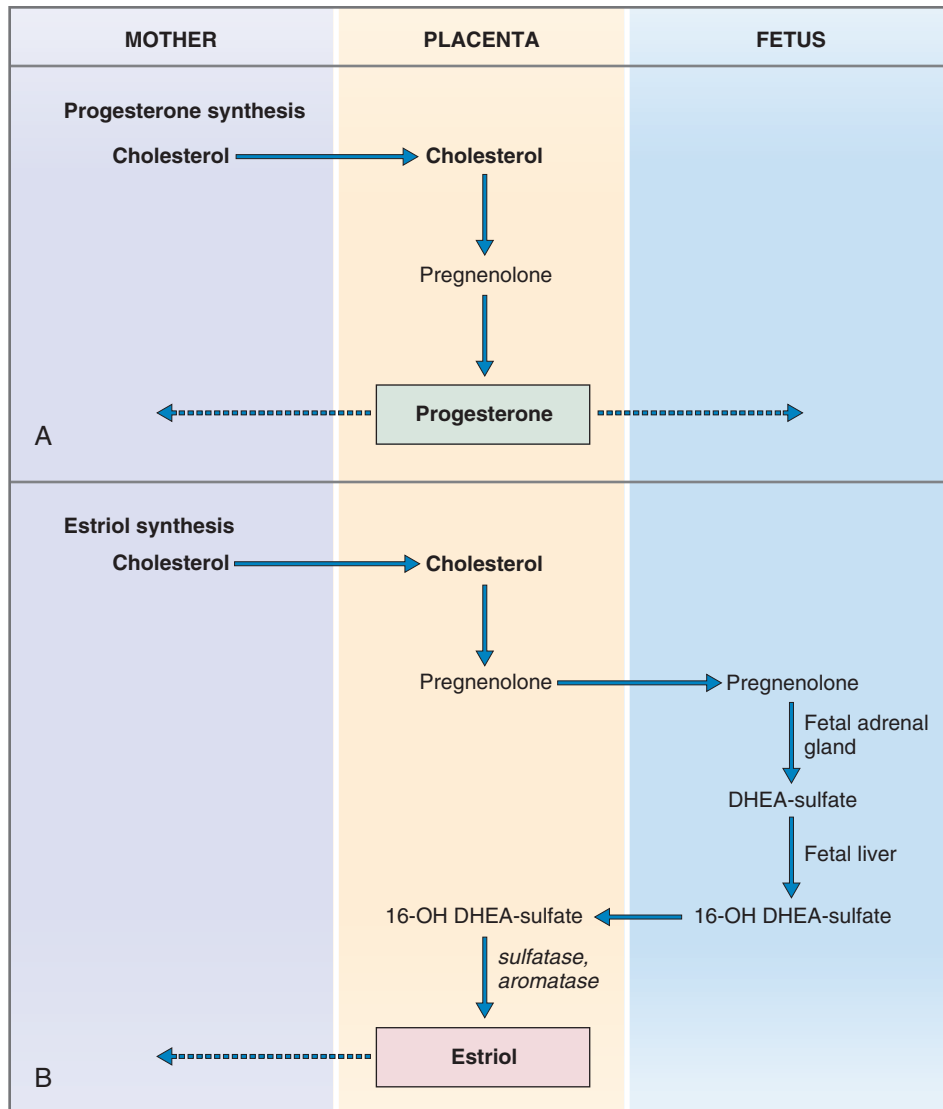 MOTHER
PLACENTA
FETUS
Progesterone synthesis
Cholesterol
Cholesterol
Pregnenolone
Progesterone
A
Estriol synthesis
Cholesterol
Cholesterol
Pregnenolone
Pregnenolone
Fetal adrenal
gland
DHEA-sulfate
Fetal liver
16-OH DHEA-sulfate
16-OH DHEA-sulfate
sulfatase,
aromatase
Estriol
B